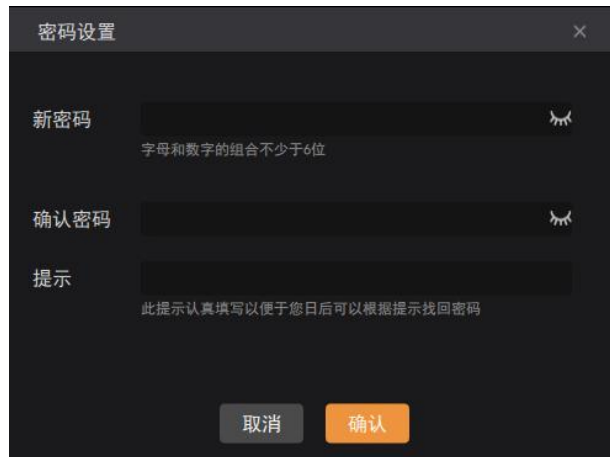 密码设置
新密码
字母和数字的组合不少于6位
确认密码
提示
此提示认真填写以便于您日后可以根据提示找回密码
取消 确认